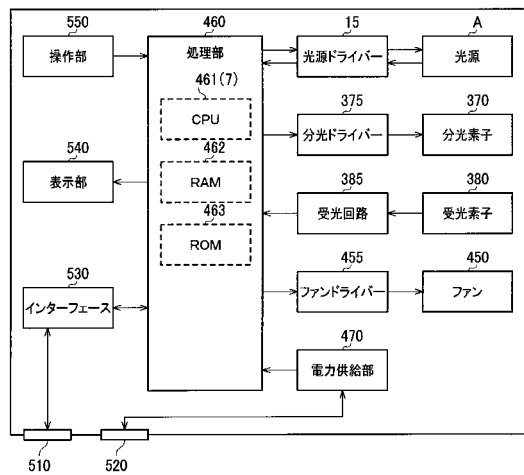 550
操作部
460
処理部
461(7)
CPU
462
RAM
463
ROM
15
光源ドライバー
A
光源
375
分光ドライバー
370
分光素子
540
表示部
385
受光回路
380
受光素子
530
インターフェース
455
ファンドライバー
450
ファン
470
電力供給部
510
520